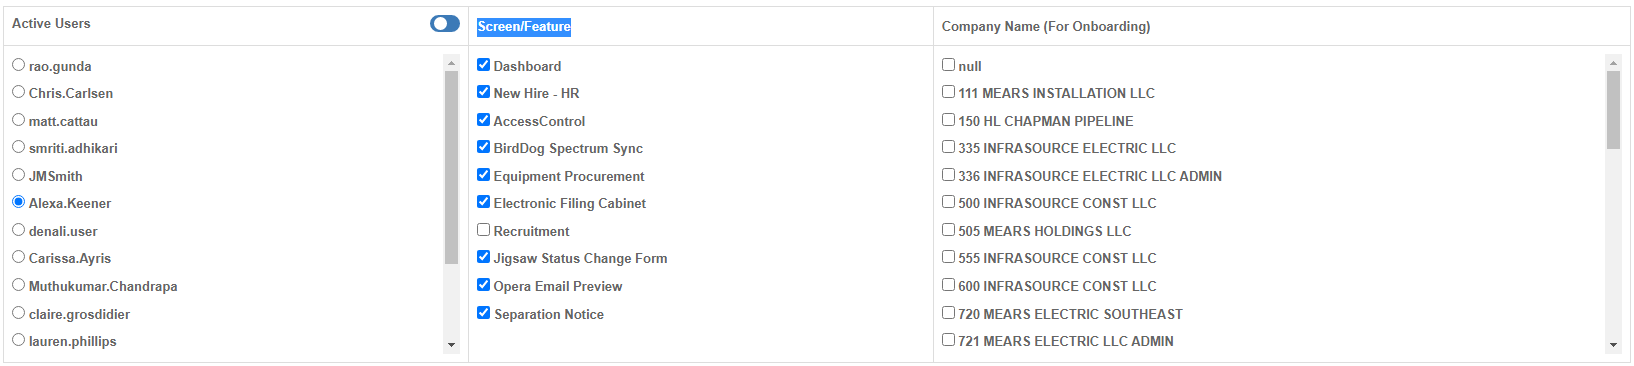 Active Users
Screen/Feature
Company Name (For Onboarding)
rao.gunda
Chris.Carlsen
matt.cattau
smriti.adhikari
JMSmith
Alexa.Keener
denali.user
Carissa.Ayris
Muthukumar.Chandrapa
claire.grosdidier
lauren.phillips
Dashboard
New Hire - HR
AccessControl
BirdDog Spectrum Sync
Equipment Procurement
Electronic Filing Cabinet
Recruitment
Jigsaw Status Change Form
Opera Email Preview
Separation Notice
null
111 MEARS INSTALLATION LLC
150 HL CHAPMAN PIPELINE
335 INFRASOURCE ELECTRIC LLC
336 INFRASOURCE ELECTRIC LLC ADMIN
500 INFRASOURCE CONST LLC
505 MEARS HOLDINGS LLC
555 INFRASOURCE CONST LLC
600 INFRASOURCE CONST LLC
720 MEARS ELECTRIC SOUTHEAST
721 MEARS ELECTRIC LLC ADMIN